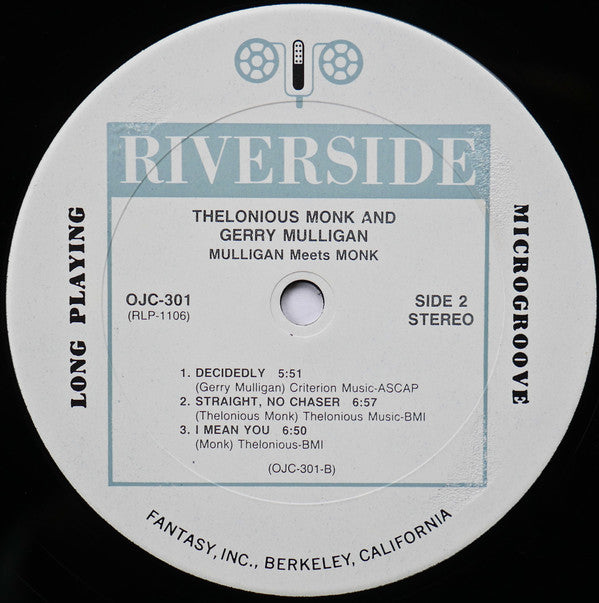 RIVERSIDE
THELONIOUS MONK AND
GERRY MULLIGAN
MULLIGAN Meets MONK
LONG PLAYING
MICROGROOVE
OJC-301
(RLP-1106)
SIDE 2
STEREO
1. DECIDEDLY 5:51
(Gerry Mulligan) Criterion Music-ASCAP
2. STRAIGHT, NO CHASER 6:57
(Thelonious Monk) Thelonious Music-BMI
3. I MEAN YOU 6:50
(Monk) Thelonious-BMI
(OJC-301-B)
FANTASY, INC., BERKELEY, CALIFORNIA